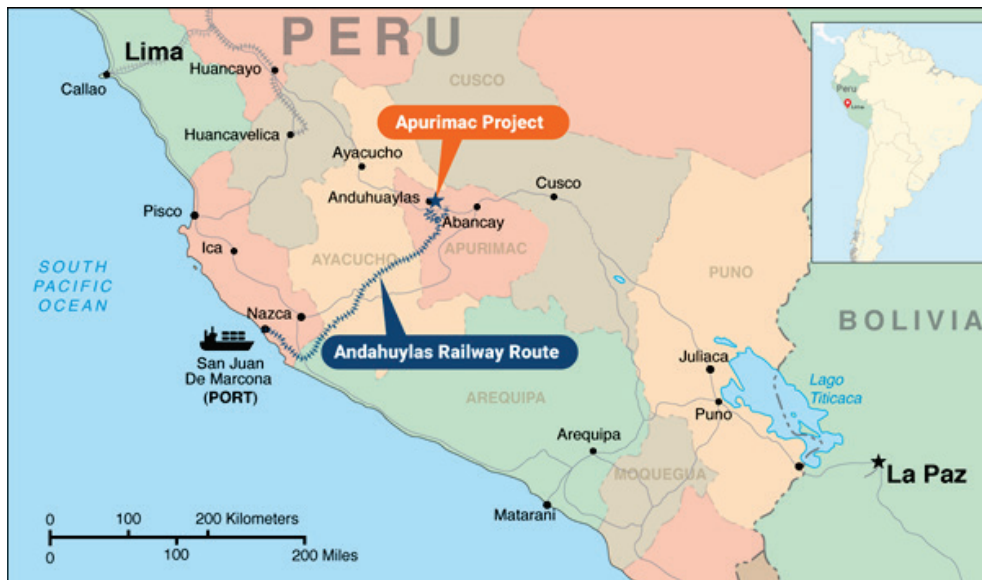 PERU
Lima
Callao
Huancayo
CUSCO
Huancavelica
Apurimac Project
Ayacucho
Anduhuaylas
Cusco
Abancay
Pisco
Ica
AYACUCHO
APURIMAC
PUNO
SOUTH
PACIFIC
OCEAN
Nazca
BOLIVIA
Andahuylas Railway Route
San Juan
De Marcona
(PORT)
Juliaca
Lago
Titicaca
AREQUIPA
Puno
Arequipa
MOQUEGUA
La Paz
Matarani
0 100 200 Kilometers
0 100 200 Miles
Peru
Lima